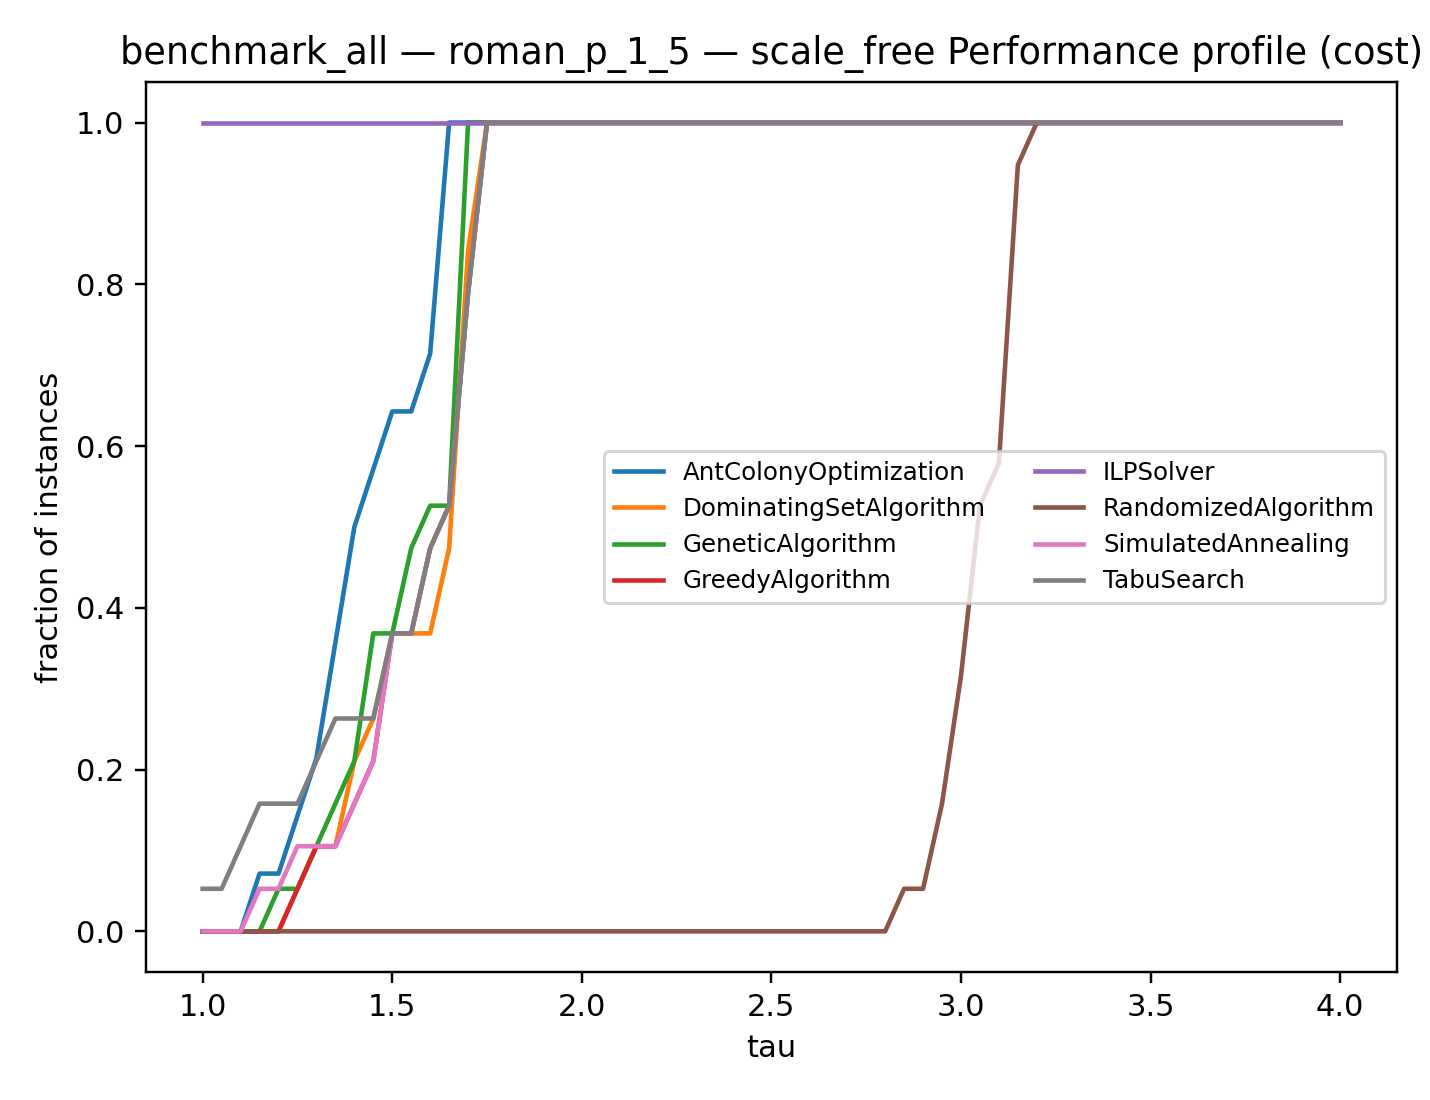 benchmark_all — roman_p_1_5 — scale_free Performance profile (cost)
1.0
0.8
0.6
0.4
0.2
0.0
fraction of instances
AntColonyOptimization
DominatingSetAlgorithm
GeneticAlgorithm
GreedyAlgorithm
ILPSolver
RandomizedAlgorithm
SimulatedAnnealing
TabuSearch
1.0 1.5 2.0 2.5 3.0 3.5 4.0
tau